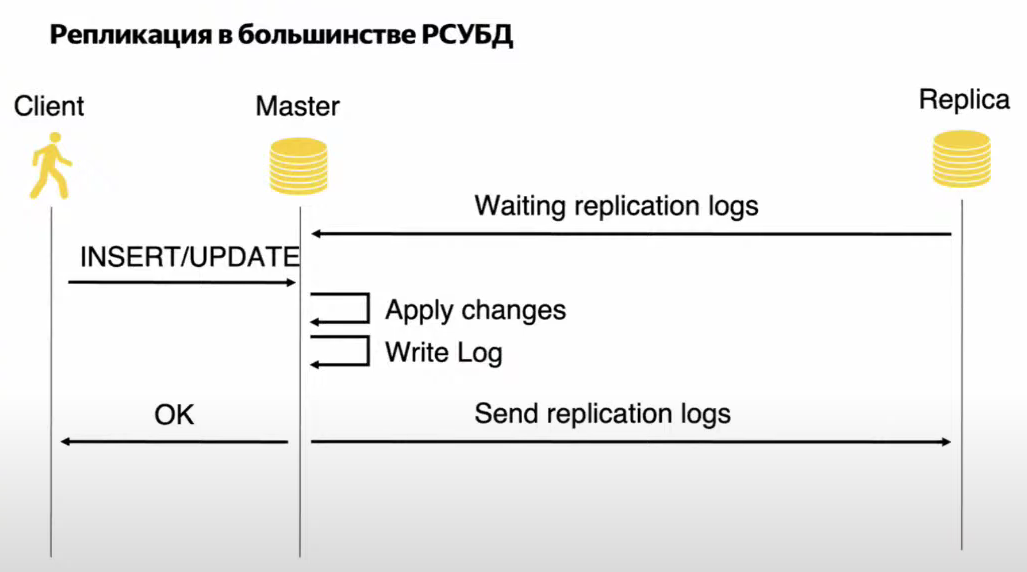 Репликация в большинстве РСУБД
Client
Master
Replica
Waiting replication logs
INSERT/UPDATE
Apply changes
Write Log
OK
Send replication logs